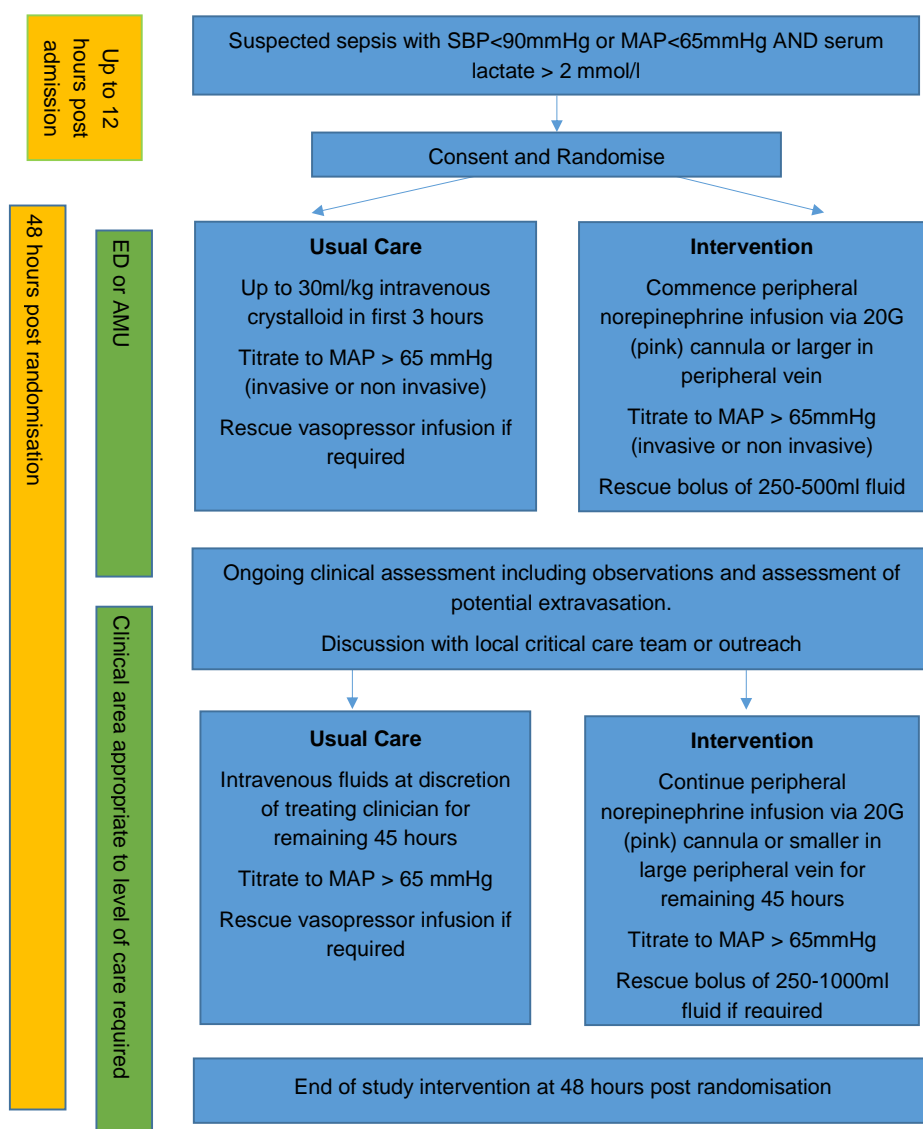 Up to 12
hours post
admission
Suspected sepsis with SBP<90mmHg or MAP<65mmHg AND serum
lactate > 2 mmol/l
Consent and Randomise
48 hours post randomisation
ED or AMU
Usual Care
Up to 30ml/kg intravenous
crystalloid in first 3 hours
Titrate to MAP > 65 mmHg
(invasive or non invasive)
Rescue vasopressor infusion if
required
Intervention
Commence peripheral
norepinephrine infusion via 20G
(pink) cannula or larger in
peripheral vein
Titrate to MAP > 65mmHg
(invasive or non invasive)
Rescue bolus of 250-500ml fluid
Ongoing clinical assessment including observations and assessment of
potential extravasation.
Discussion with local critical care team or outreach
Clinical area appropriate to level of care required
Usual Care
Intravenous fluids at discretion
of treating clinician for
remaining 45 hours
Titrate to MAP > 65 mmHg
Rescue vasopressor infusion if
required
Intervention
Continue peripheral
norepinephrine infusion via 20G
(pink) cannula or smaller in
large peripheral vein for
remaining 45 hours
Titrate to MAP > 65mmHg
Rescue bolus of 250-1000ml
fluid if required
End of study intervention at 48 hours post randomisation